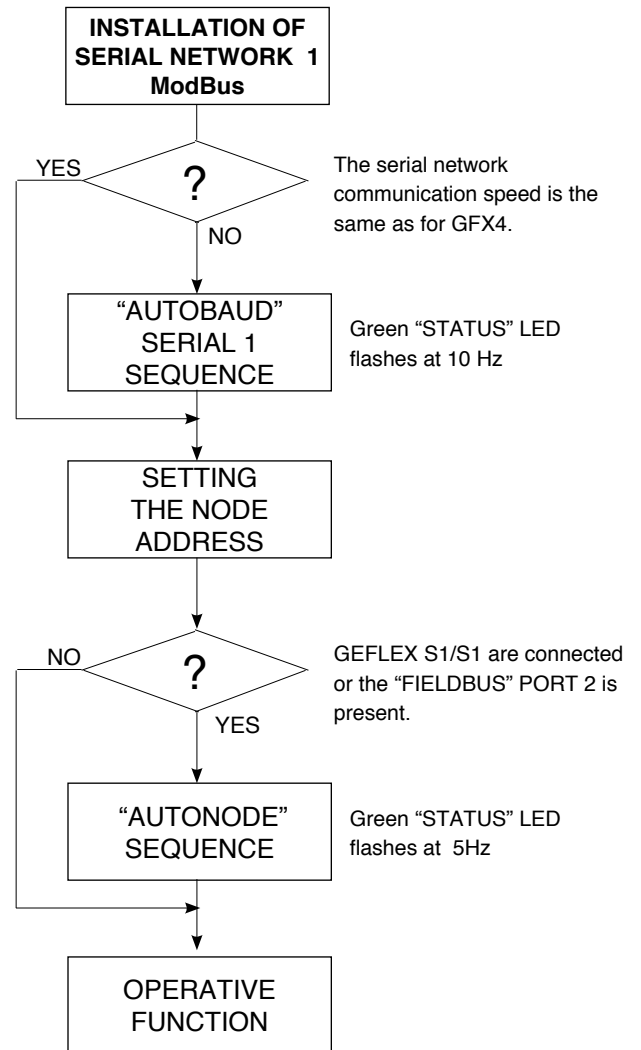 INSTALLATION OF
SERIAL NETWORK 1
ModBus
YES
?
The serial network
communication speed is the
same as for GFX4.
NO
“AUTOBAUD”
SERIAL 1
SEQUENCE
Green “STATUS” LED
flashes at 10 Hz
SETTING
THE NODE
ADDRESS
NO
?
GEFLEX S1/S1 are connected
or the “FIELDBUS” PORT 2 is
present.
YES
“AUTONODE”
SEQUENCE
Green “STATUS” LED
flashes at 5Hz
OPERATIVE
FUNCTION